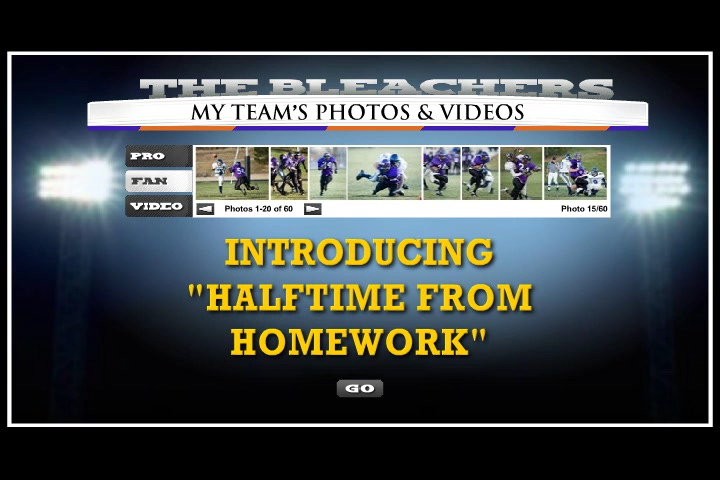 THE BLEACHERS
MY TEAM'S PHOTOS & VIDEOS
PRO
FAN
VIDEO
Photos 1-20 of 60
Photo 15/60
INTRODUCING
"HALFTIME FROM
HOMEWORK"
GO